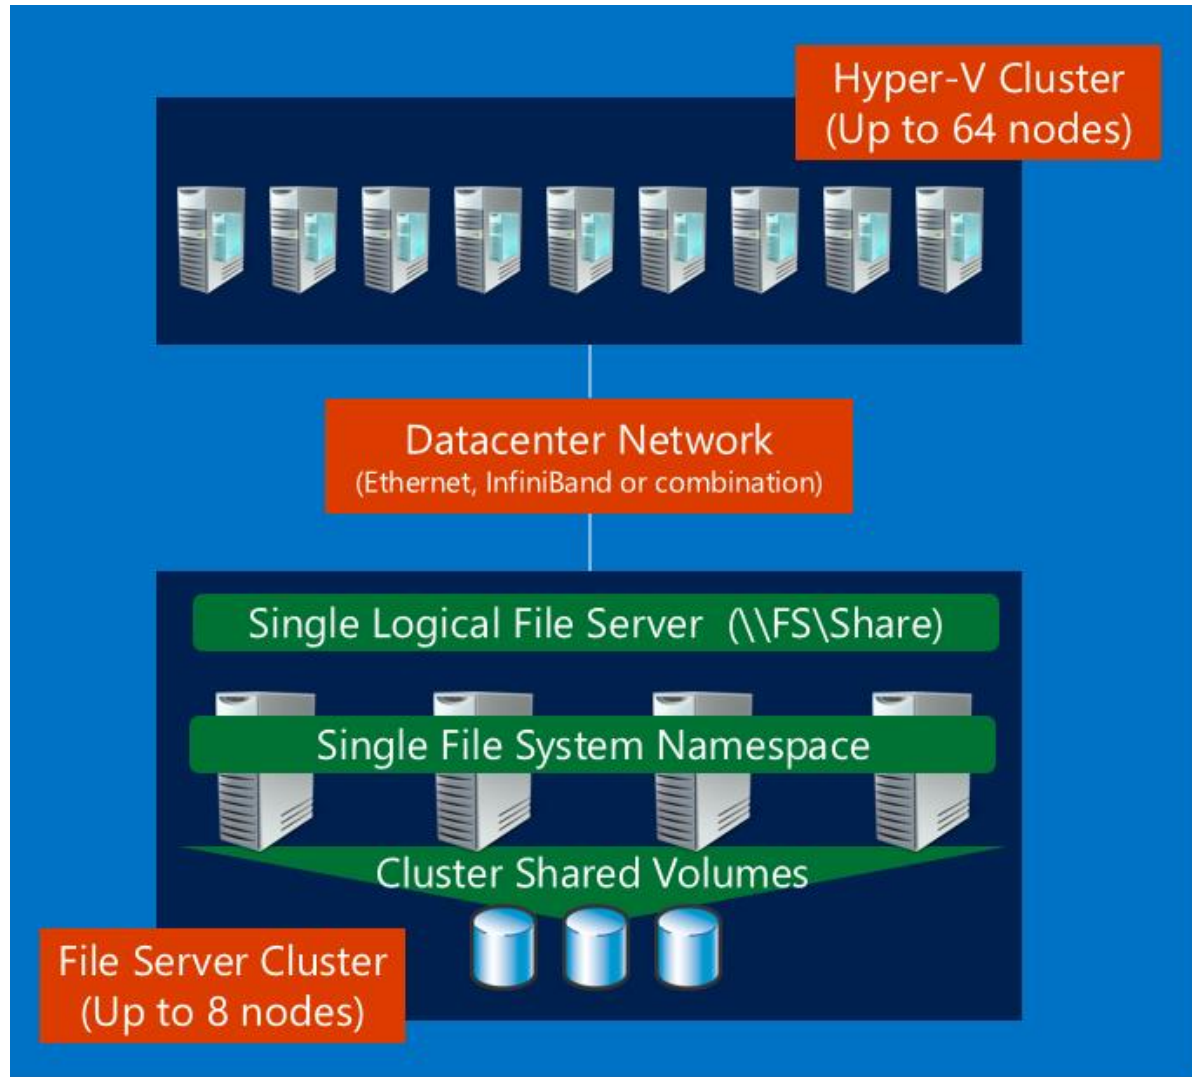 Hyper-V Cluster
(Up to 64 nodes)
Datacenter Network
(Ethernet, InfiniBand or combination)
Single Logical File Server  (\\FS\Share)
Single File System Namespace
Cluster Shared Volumes
File Server Cluster
(Up to 8 nodes)